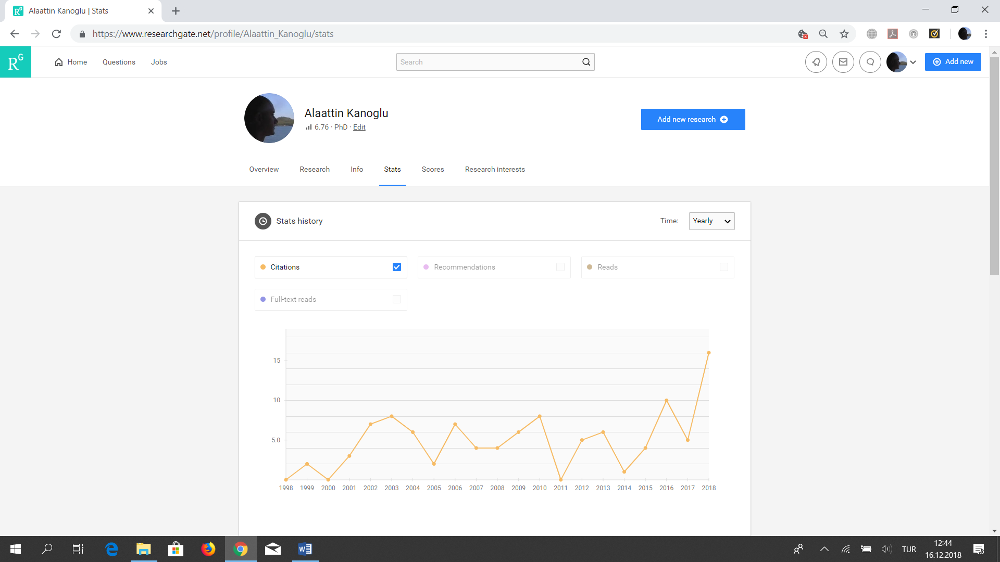 Alaattin Kanoglu | Stats
https://www.researchgate.net/profile/Alaattin_Kanoglu/stats
RG
Home Questions Jobs
Search
Add new
Alaattin Kanoglu
6.76 · PhD · Edit
Add new research
Overview Research Info Stats Scores Research interests
Stats history
Time: Yearly
Citations Recommendations Reads
Full-text reads
15
10
5.0
1998 1999 2000 2001 2002 2003 2004 2005 2006 2007 2008 2009 2010 2011 2012 2013 2014 2015 2016 2017 2018
TUR
12:44
16.12.2018